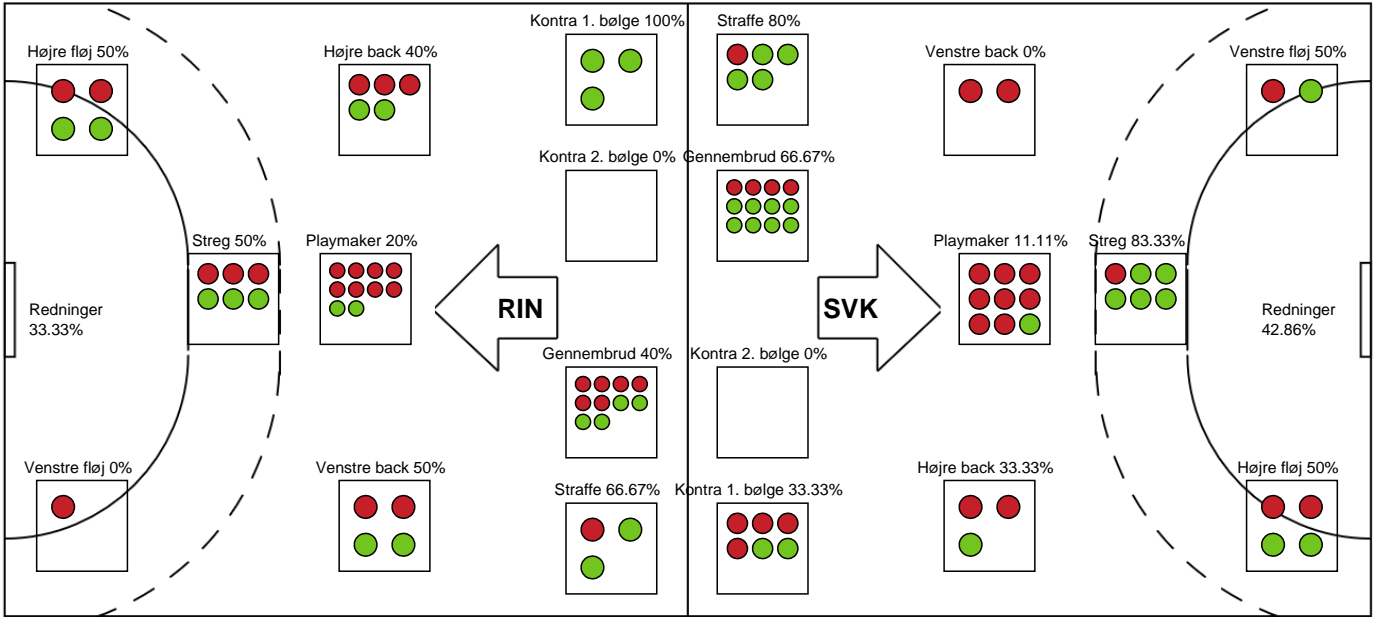 Kontra 1. bølge 100%
Straffe 80%
Højre fløj 50%
Højre back 40%
Venstre back 0%
Venstre fløj 50%
Kontra 2. bølge 0%
Gennembrud 66.67%
Streg 50%
Playmaker 20%
Playmaker 11.11%
Streg 83.33%
Redninger
33.33%
RIN
SVK
Redninger
42.86%
Gennembrud 40%
Kontra 2. bølge 0%
Venstre fløj 0%
Venstre back 50%
Højre back 33.33%
Højre fløj 50%
Straffe 66.67%
Kontra 1. bølge 33.33%